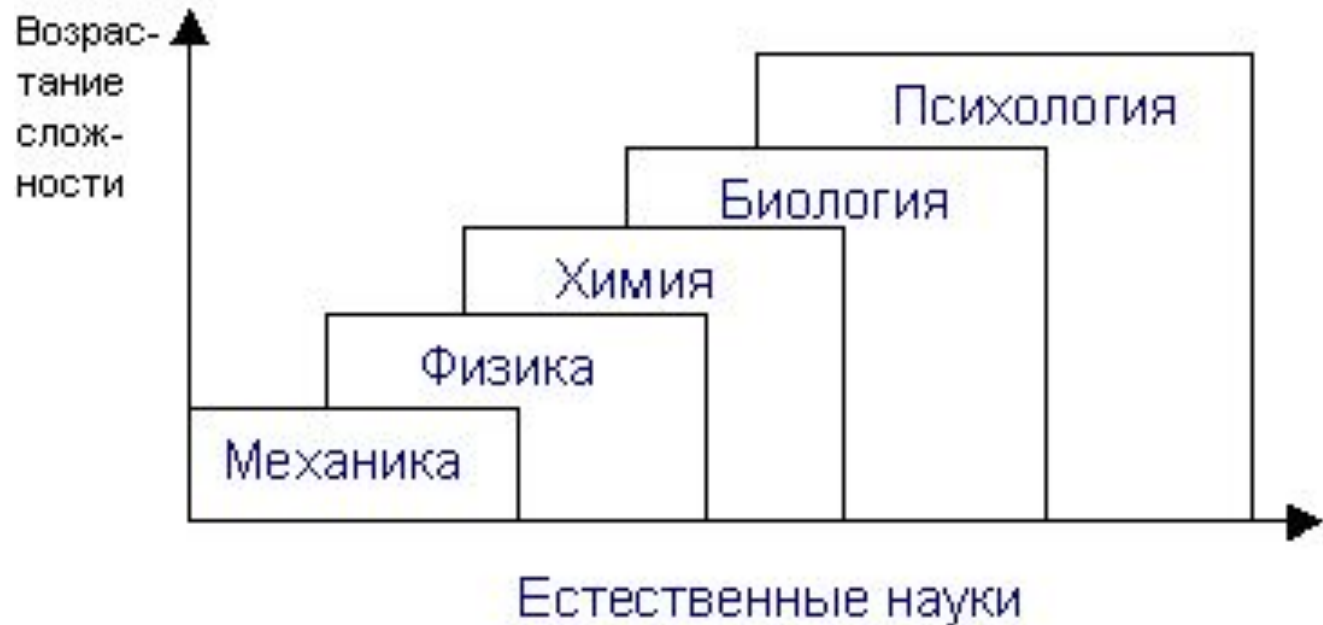 Возрас-
тание
слож-
ности
Психология
Биология
Химия
Физика
Механика
Естественные науки